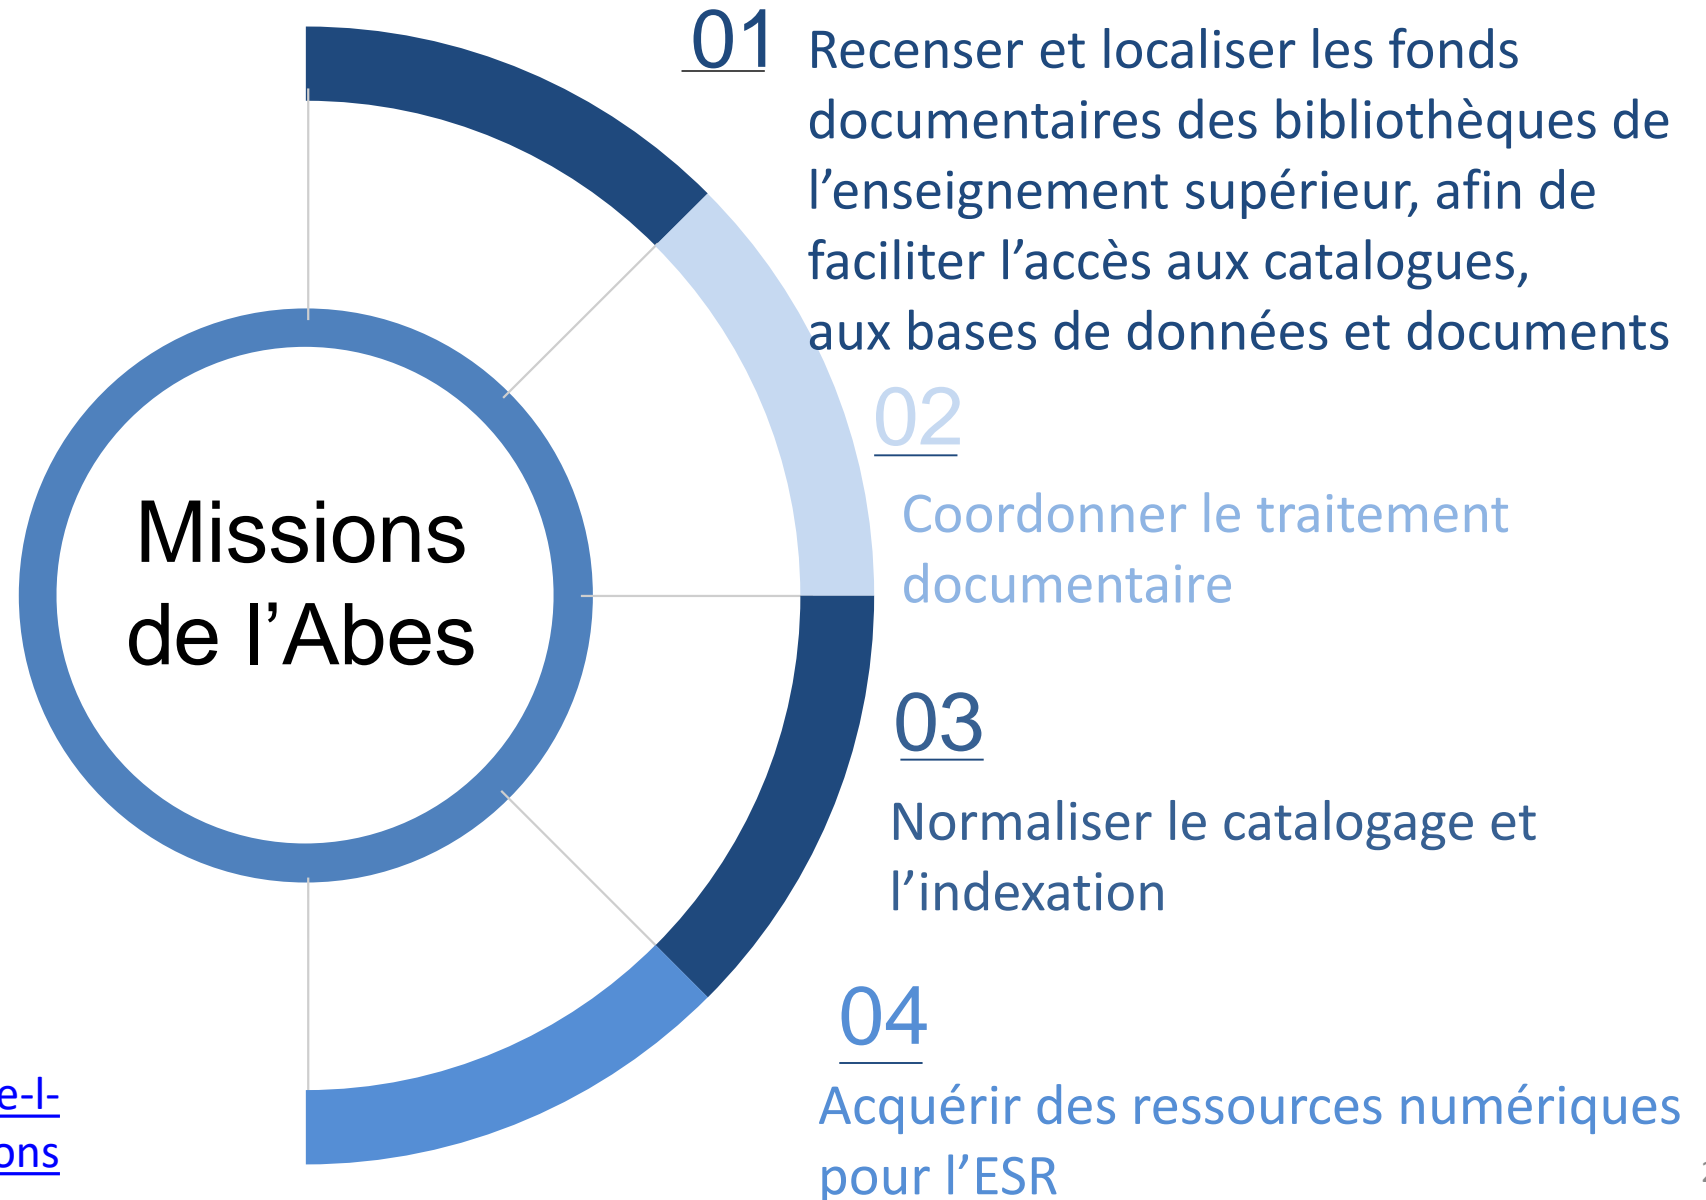 01
Recenser et localiser les fonds
documentaires des bibliothèques de
l’enseignement supérieur, afin de
faciliter l’accès aux catalogues,
aux bases de données et documents
02
Coordonner le traitement
documentaire
Missions
de l’Abes
03
Normaliser le catalogage et
l’indexation
04
Acquérir des ressources numériques
pour l’ESR
e-l-
ons